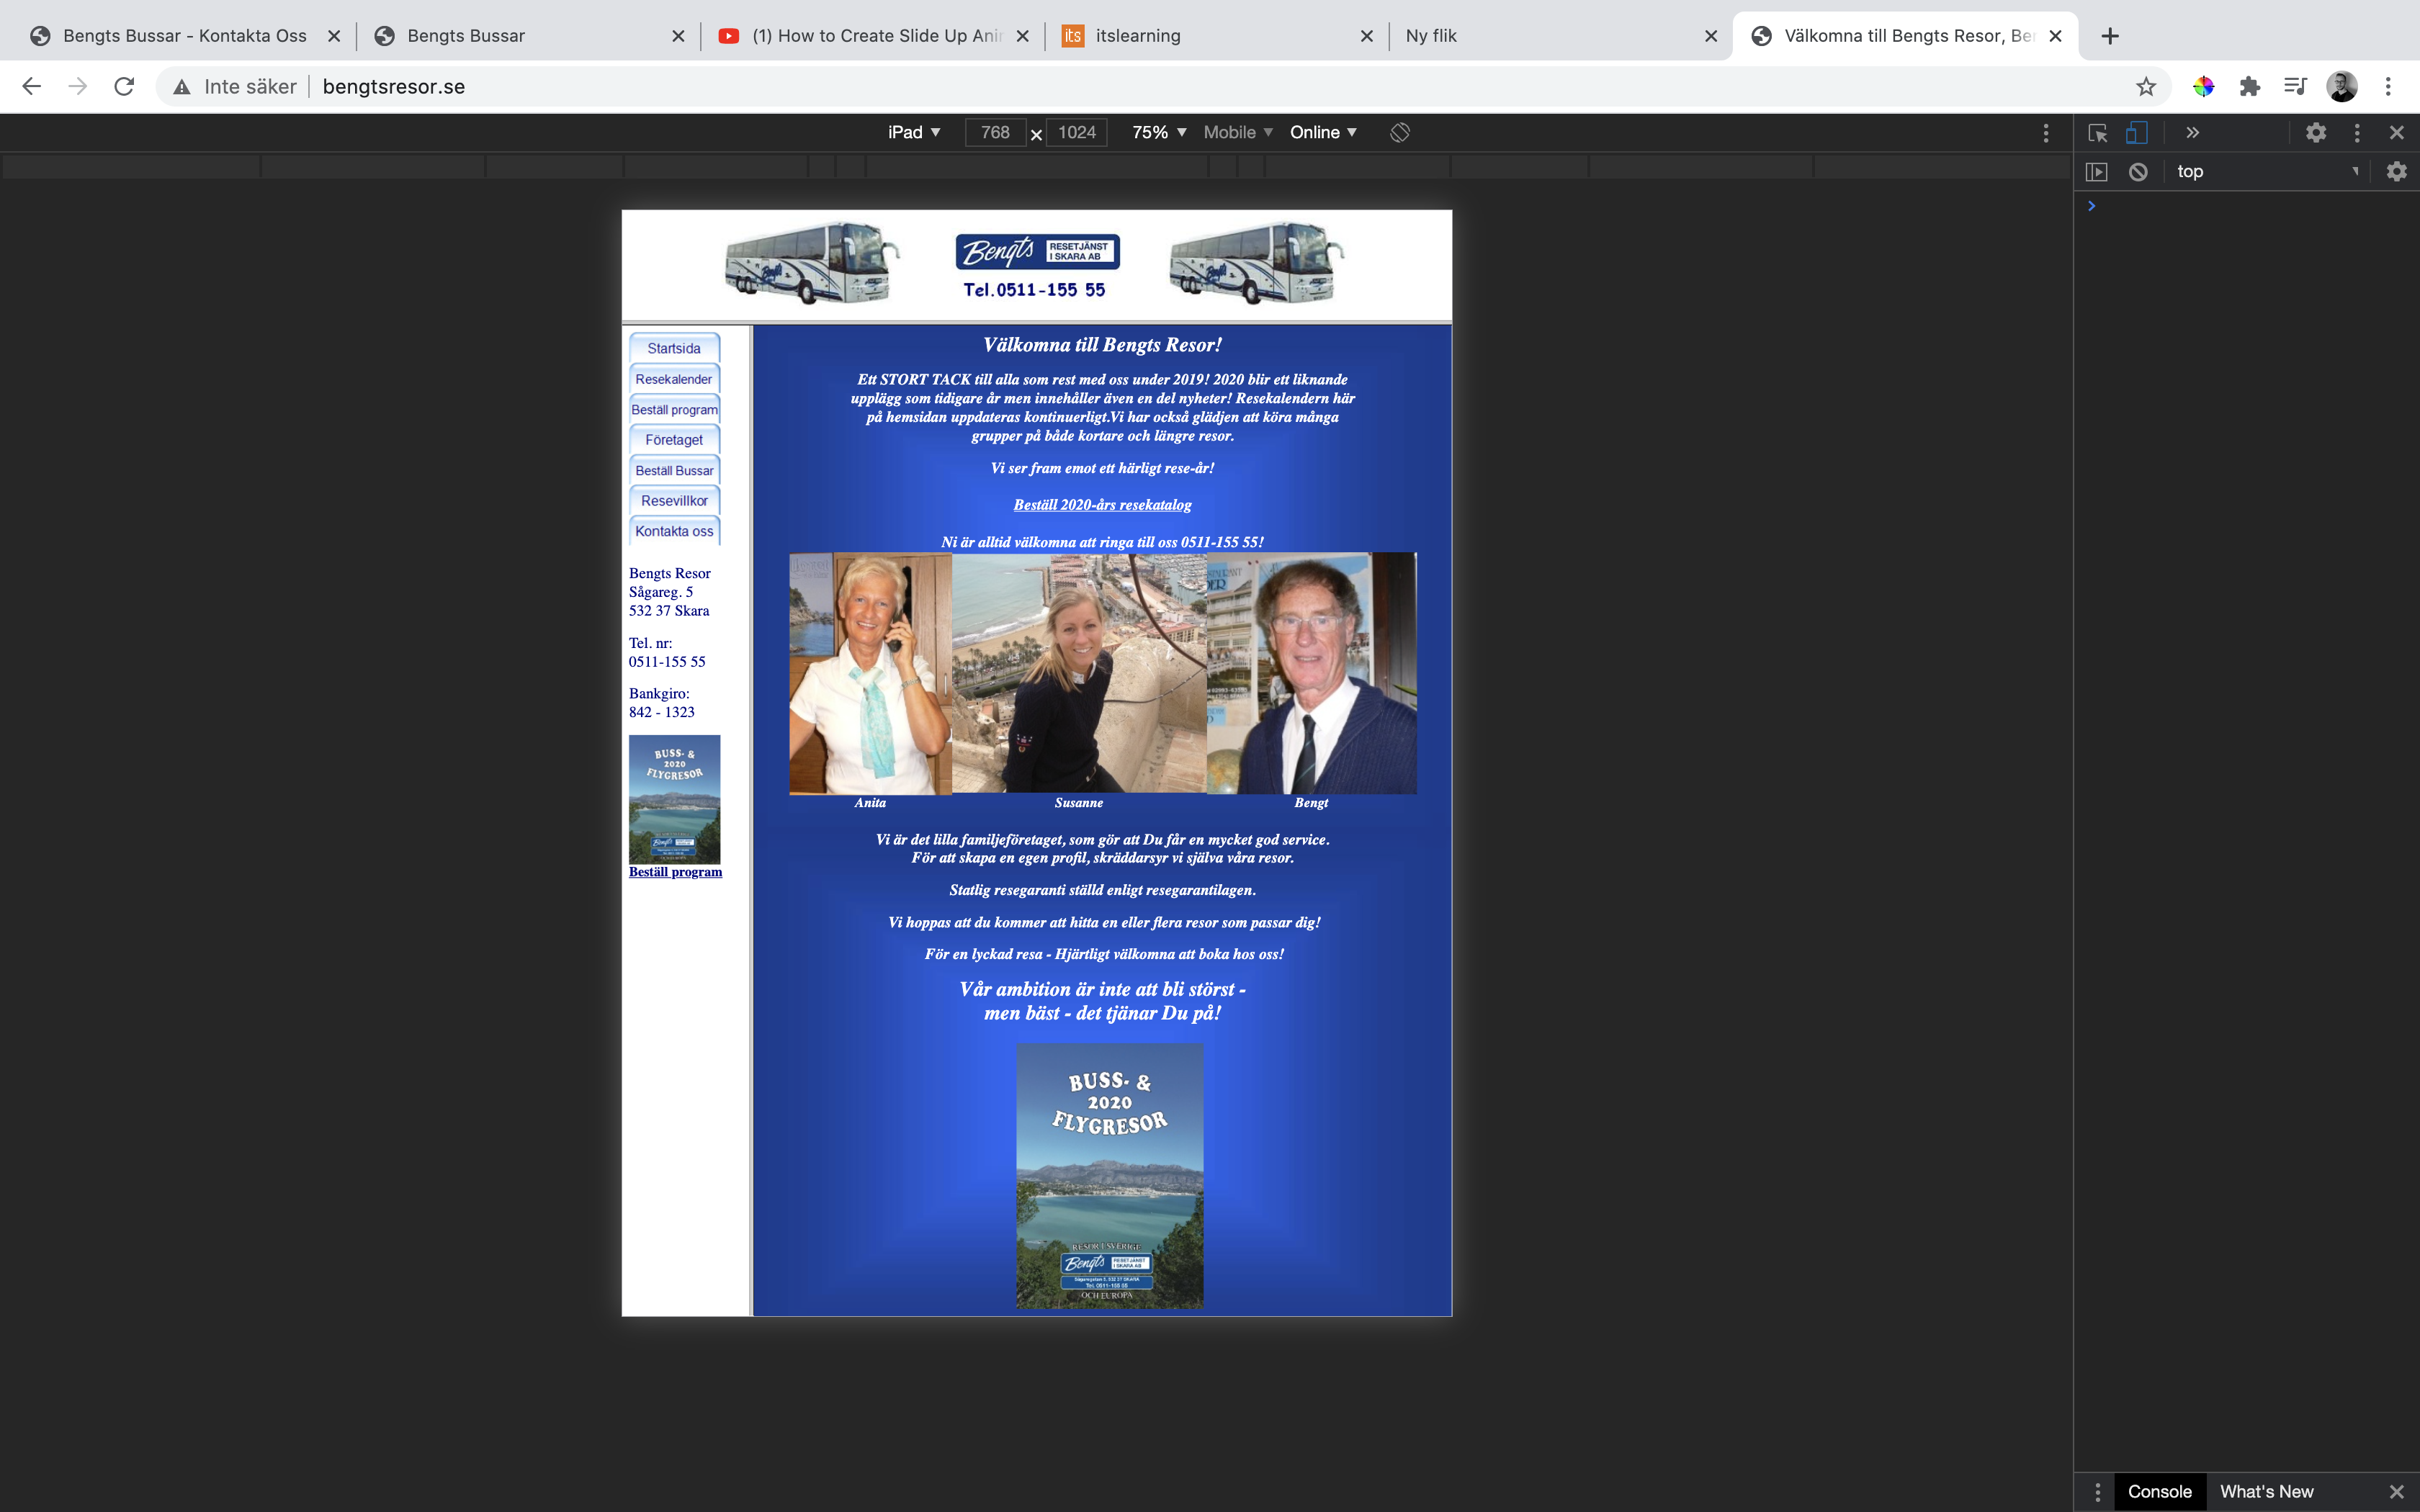 Bengts Bussar - Kontakta Oss
Bengts Bussar
(1) How to Create Slide Up Anir
itslearning
Ny flik
Välkomna till Bengts Resor, Ber
Inte säker
bengtsresor.se
iPad
768
1024
75%
Mobile
Online
top
Bengts
RESETJÄNST
I SKARA AB
Tel.0511-155 55
Startsida
Resekalender
Beställ program
Företaget
Beställ Bussar
Resevillkor
Kontakta oss
Bengts Resor
Sågareg. 5
532 37 Skara
Tel. nr:
0511-155 55
Bankgiro:
842 - 1323
BUSS- &
2020
FLYGRESOR
Beställ program
Välkomna till Bengts Resor!
Ett STORT TACK till alla som rest med oss under 2019! 2020 blir ett liknande
upplägg som tidigare år men innehåller även en del nyheter! Resekalendern här
på hemsidan uppdateras kontinuerligt.Vi har också glädjen att köra många
grupper på både kortare och längre resor.
Vi ser fram emot ett härligt rese-år!
Beställ 2020-års resekatalog
Ni är alltid välkomna att ringa till oss 0511-155 55!
Anita
Susanne
Bengt
Vi är det lilla familjeföretaget, som gör att Du får en mycket god service.
För att skapa en egen profil, skräddarsyr vi själva våra resor.
Statlig resegaranti ställd enligt resegarantilagen.
Vi hoppas att du kommer att hitta en eller flera resor som passar dig!
För en lyckad resa - Hjärtligt välkomna att boka hos oss!
Vår ambition är inte att bli störst -
men bäst - det tjänar Du på!
BUSS- &
2020
FLYGRESOR
RESOR I SVERIGE
Bengts
RESETJÄNST
I SKARA AB
Sågaregatan 5, 532 37 SKARA
Tel. 0511-155 55
OCH EUROPA
Console
What's New